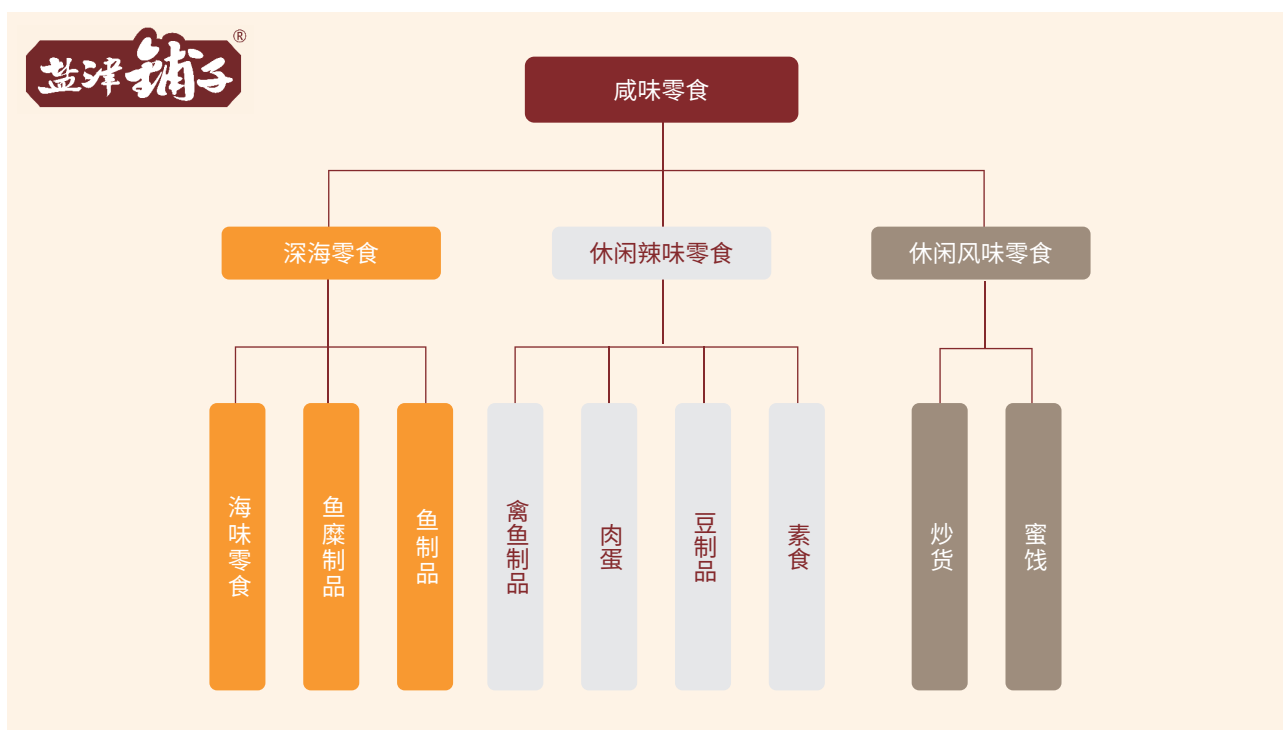 盐津铺子®
咸味零食
深海零食
休闲辣味零食
休闲风味零食
海味零食
鱼糜制品
鱼制品
禽鱼制品
肉蛋
豆制品
素食
炒货
蜜饯